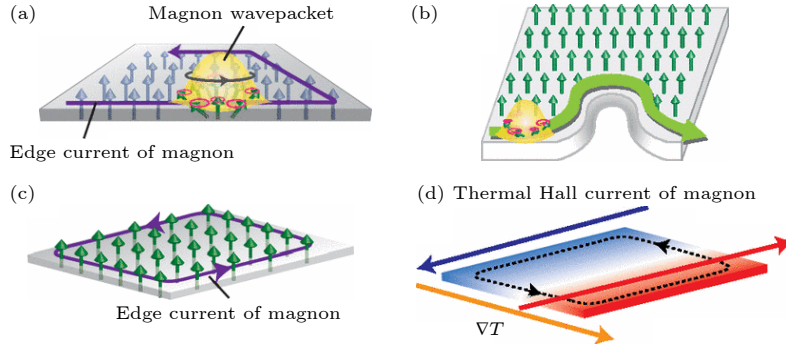 (a)
Magnon wavepacket
Edge current of magnon
(b)
(c)
Edge current of magnon
(d) Thermal Hall current of magnon
∇T